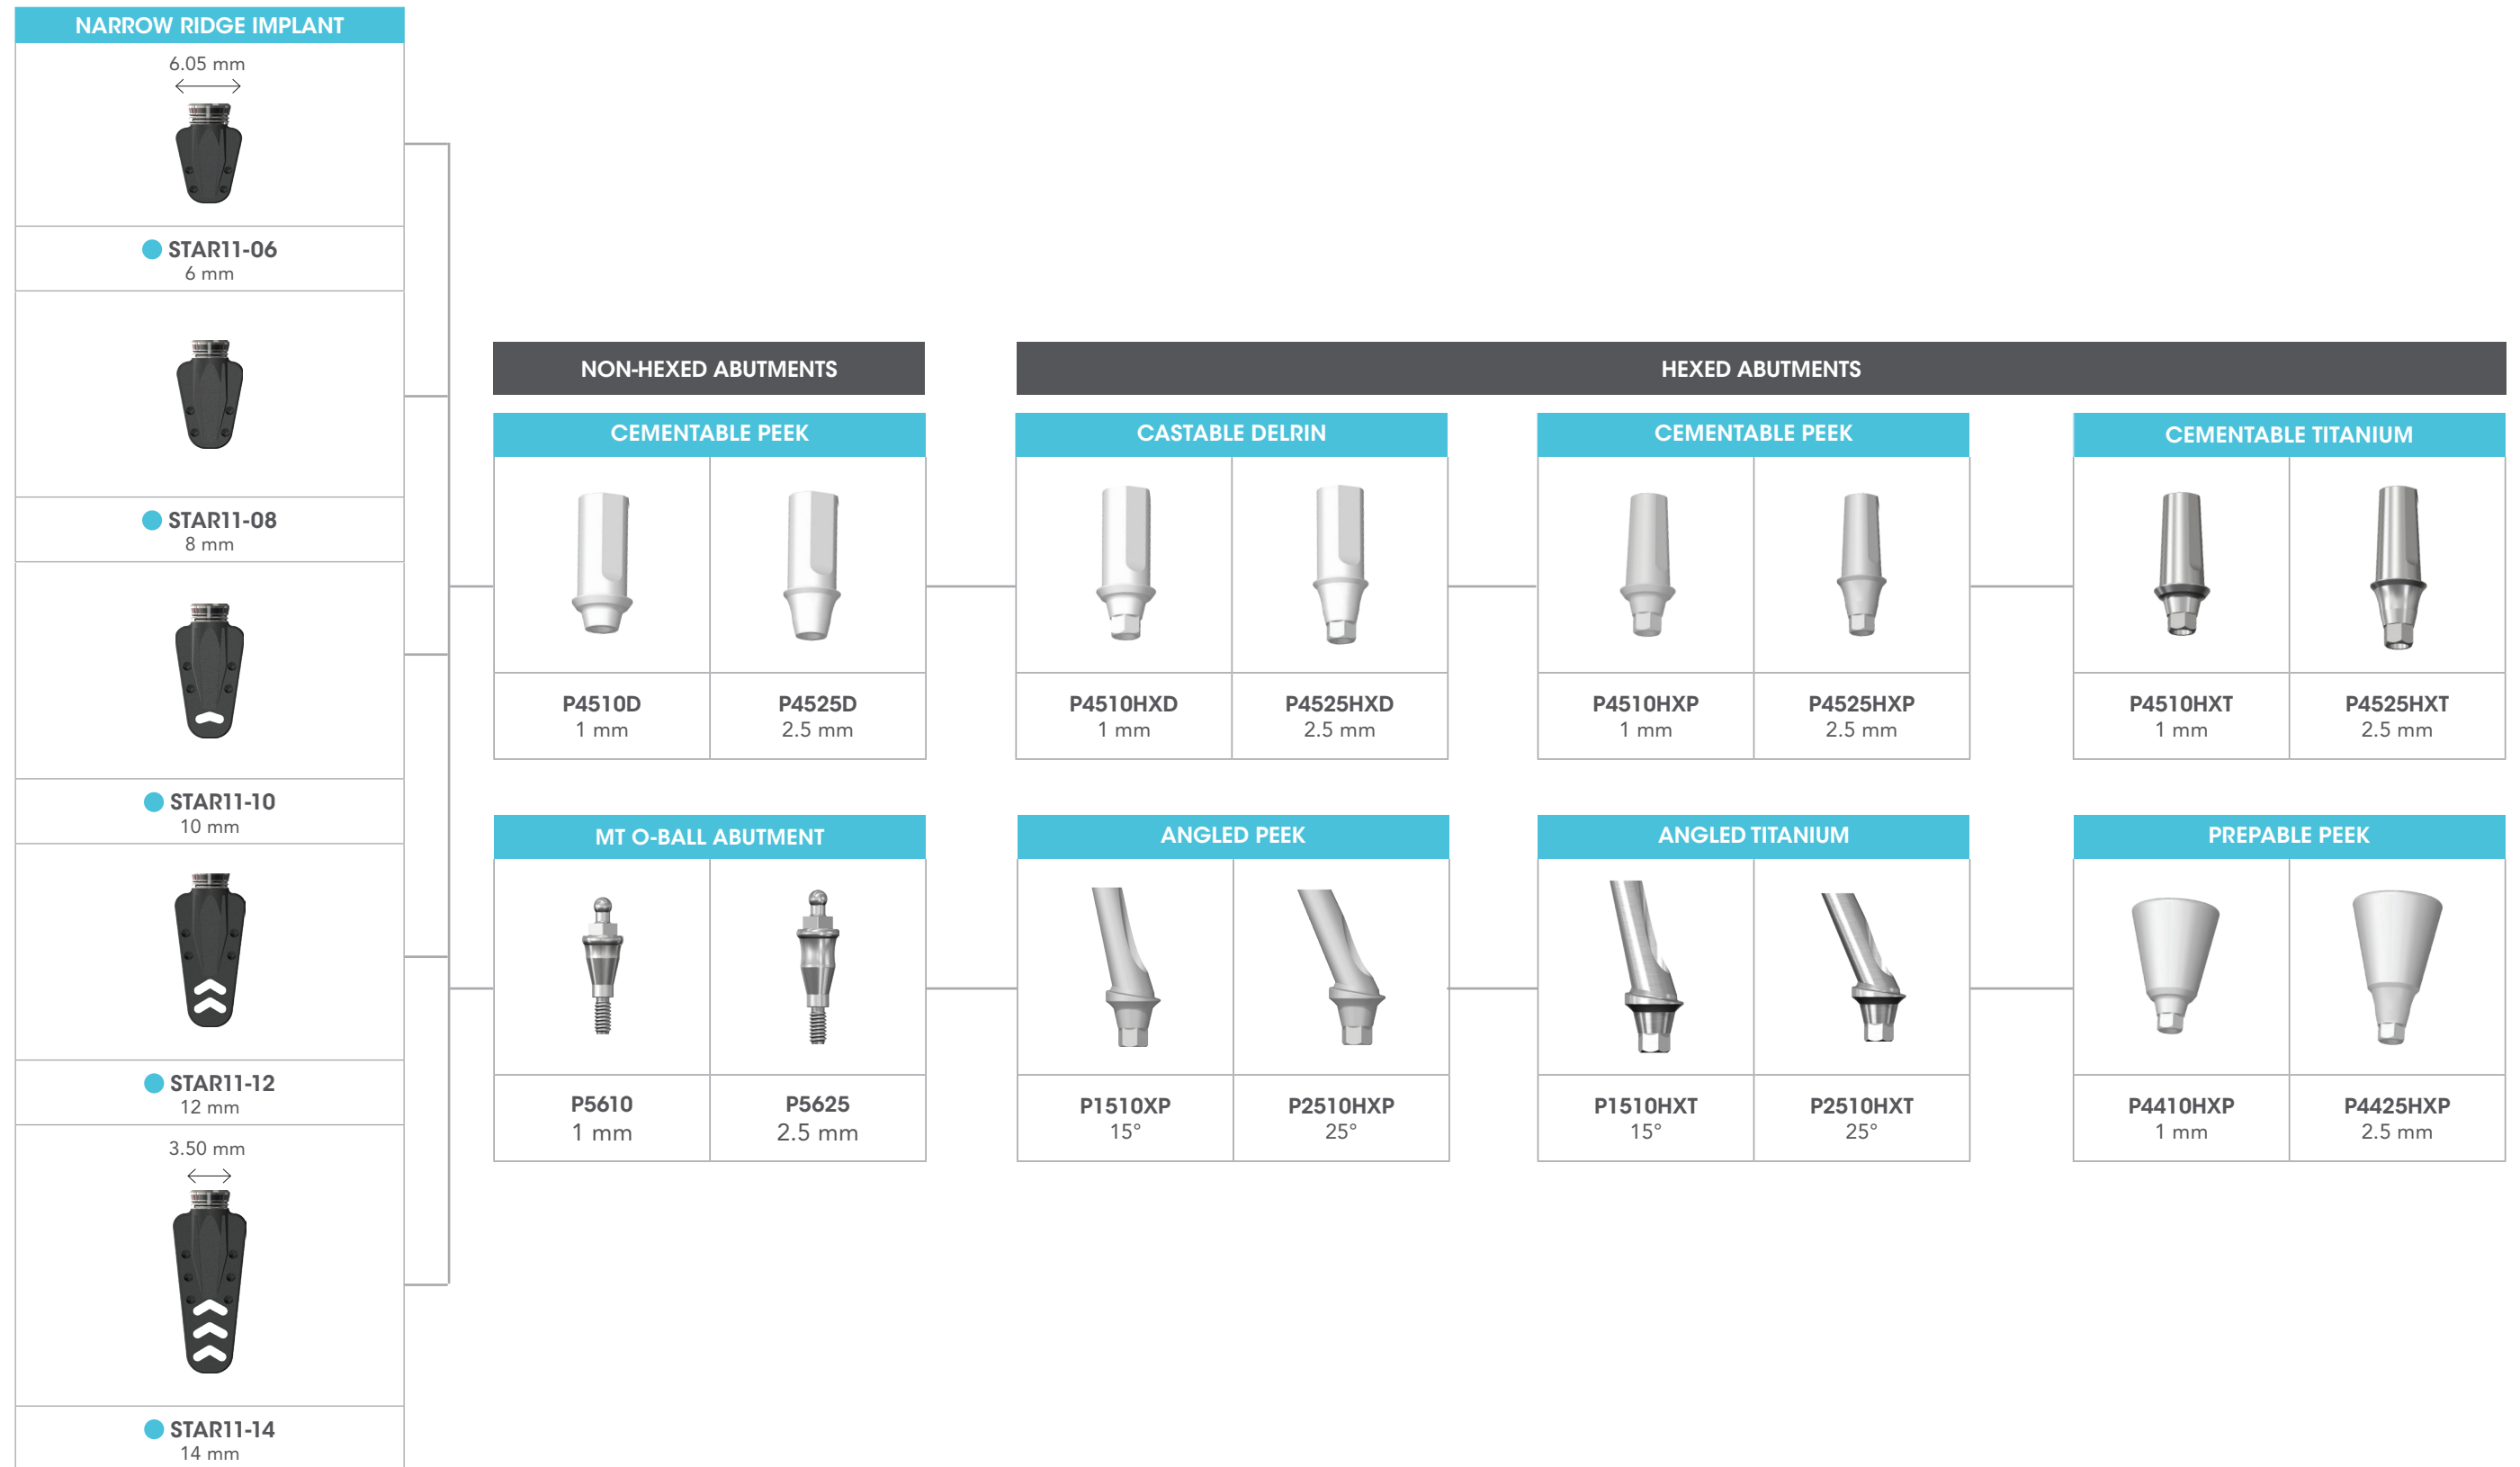 NARROW RIDGE IMPLANT
6.05 mm
STAR11-06
6 mm
STAR11-08
8 mm
STAR11-10
10 mm
STAR11-12
12 mm
3.50 mm
STAR11-14
14 mm
NON-HEXED ABUTMENTS
HEXED ABUTMENTS
CEMENTABLE PEEK
P4510D
1 mm
P4525D
2.5 mm
CASTABLE DELRIN
P4510HXD
1 mm
P4525HXD
2.5 mm
CEMENTABLE PEEK
P4510HXP
1 mm
P4525HXP
2.5 mm
CEMENTABLE TITANIUM
P4510HXT
1 mm
P4525HXT
2.5 mm
MT O-BALL ABUTMENT
P5610
1 mm
P5625
2.5 mm
ANGLED PEEK
P1510XP
15°
P2510HXP
25°
ANGLED TITANIUM
P1510HXT
15°
P2510HXT
25°
PREPABLE PEEK
P4410HXP
1 mm
P4425HXP
2.5 mm